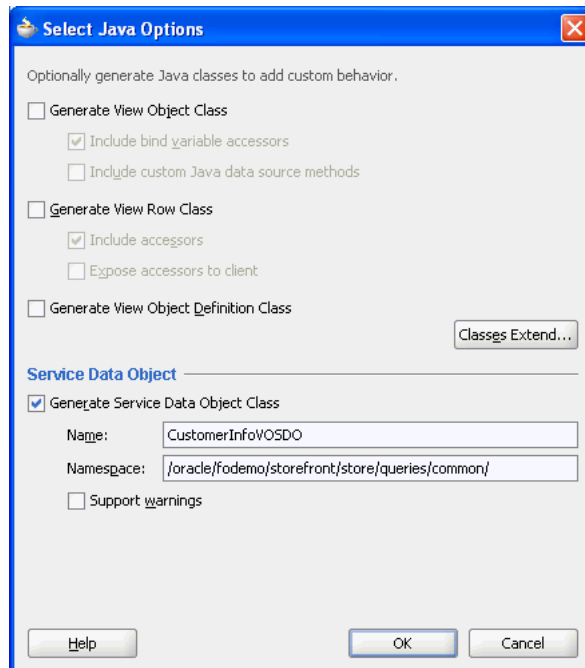 Select Java Options
Optionally generate Java classes to add custom behavior.
Generate View Object Class
Include bind variable accessors
Include custom Java data source methods
Generate View Row Class
Include accessors
Expose accessors to client
Generate View Object Definition Class
Classes Extend...
Service Data Object
Generate Service Data Object Class
Name: CustomerInfoVOSDO
Namespace: /oracle/fodemo/storefront/store/queries/common/
Support warnings
Help OK Cancel